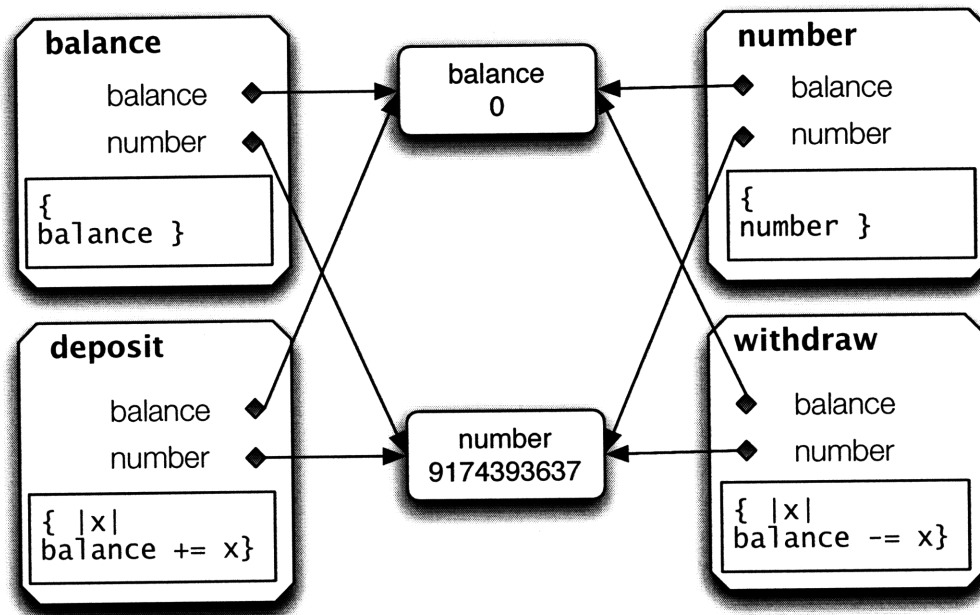 balance
balance
number
{
balance }
deposit
balance
number
{ |x|
balance += x}
balance
0
number
9174393637
number
balance
number
{
number }
withdraw
balance
number
{ |x|
balance -= x}